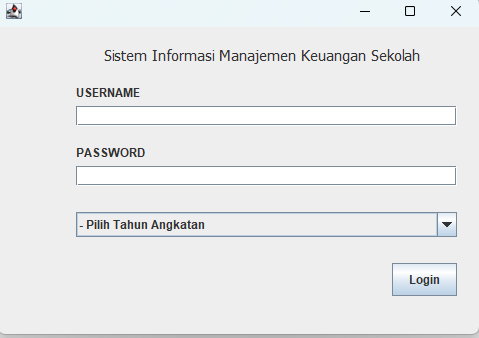 Sistem Informasi Manajemen Keuangan Sekolah
USERNAME
PASSWORD
- Pilih Tahun Angkatan
Login